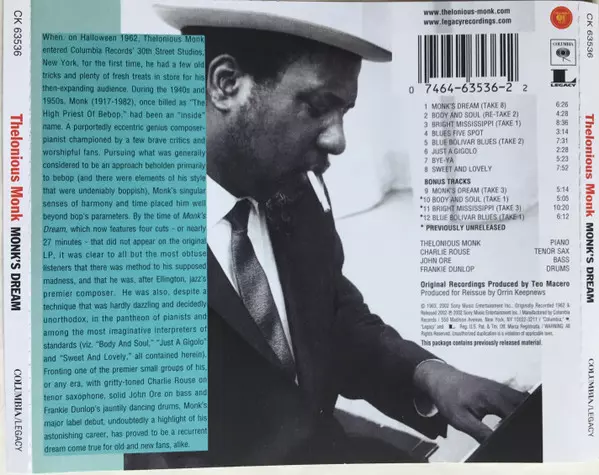 CK 63536
Thelonious Monk MONK'S DREAM
COLUMBIA/LEGACY
When, on Halloween 1962, Thelonious Monk
entered Columbia Records' 30th Street Studios,
New York, for the first time, he had a few old
tricks and plenty of fresh treats in store for his
then-expanding audience. During the 1940s and
1950s, Monk (1917-1982), once billed as "The
High Priest Of Bebop," had been an "inside"
name. A purportedly eccentric genius composer-
pianist championed by a few brave critics and
worshipful fans. Pursuing what was generally
considered to be an approach beholden primarily
to bebop (and there were elements of his style
that were undeniably boppish), Monk's singular
senses of harmony and time placed him well
beyond bop's parameters. By the time of Monk's
Dream, which now features four cuts - or nearly
27 minutes - that did not appear on the original
LP, it was clear to all but the most obtuse
listeners that there was method to his supposed
madness, and that he was, after Ellington, jazz's
premier composer. He was also, despite a
technique that was hardly dazzling and decidedly
unorthodox, in the pantheon of pianists and
among the most imaginative interpreters of
standards (viz. "Body And Soul," "Just A Gigolo"
and "Sweet And Lovely," all contained herein).
Fronting one of the premier small groups of his,
or any era, with gritty-toned Charlie Rouse on
tenor saxophone, solid John Ore on bass and
Frankie Dunlop's jauntily dancing drums, Monk's
major label debut, undoubtedly a highlight of his
astonishing career, has proved to be a recurrent
dream come true for old and new fans, alike.
www.thelonious-monk.com
www.legacyrecordings.com
COLUMBIA
L
LEGACY
0 7464-63536-2 2
1 MONK'S DREAM (TAKE 8) 6:26
2 BODY AND SOUL (RE-TAKE 2) 4:28
3 BRIGHT MISSISSIPPI (TAKE 1) 8:36
4 BLUES FIVE SPOT 3:14
5 BLUE BOLIVAR BLUES (TAKE 2) 7:31
6 JUST A GIGOLO 2:28
7 BYE-YA 5:23
8 SWEET AND LOVELY 7:52
BONUS TRACKS
9 MONK'S DREAM (TAKE 3) 5:14
*10 BODY AND SOUL (TAKE 1) 5:05
*11 BRIGHT MISSISSIPPI (TAKE 3) 10:20
*12 BLUE BOLIVAR BLUES (TAKE 1) 6:12
* PREVIOUSLY UNRELEASED
THELONIOUS MONK PIANO
CHARLIE ROUSE TENOR SAX
JOHN ORE BASS
FRANKIE DUNLOP DRUMS
Original Recordings Produced by Teo Macero
Produced for Reissue by Orrin Keepnews
This package contains previously released material.
CK 63536
Thelonious Monk MONK'S DREAM
COLUMBIA/LEGACY